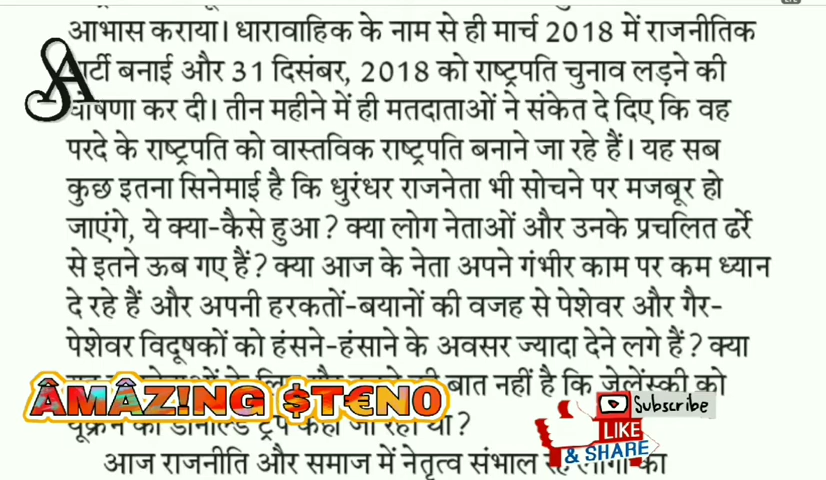 आभास कराया। धारावाहिक के नाम से ही मार्च 2018 में राजनीतिक
पार्टी बनाई और 31 दिसंबर, 2018 को राष्ट्रपति चुनाव लड़ने की
घोषणा कर दी। तीन महीने में ही मतदाताओं ने संकेत दे दिए कि वह
परदे के राष्ट्रपति को वास्तविक राष्ट्रपति बनाने जा रहे हैं। यह सब
कुछ इतना सिनेमाई है कि धुरंधर राजनेता भी सोचने पर मजबूर हो
जाएंगे, ये क्या-कैसे हुआ? क्या लोग नेताओं और उनके प्रचलित ढर्रे
से इतने ऊब गए हैं? क्या आज के नेता अपने गंभीर काम पर कम ध्यान
दे रहे हैं और अपनी हरकतों-बयानों की वजह से पेशेवर और गैर-
पेशेवर विदूषकों को हंसने-हंसाने के अवसर ज्यादा देने लगे हैं? क्या
बात नहीं है कि जेलेंस्की को
ÂMÂZ!NG $T€NO
Subscribe
यूक्रेन का डोनाल्ड ट्रंप कहा जा रहा था?
LIKE
& SHARE
आज राजनीति और समाज में नेतृत्व संभाल रहे लोगों का